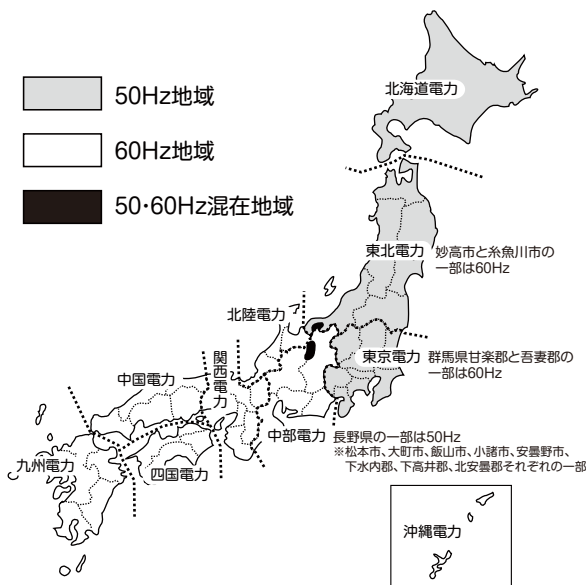 50Hz地域
60Hz地域
50・60Hz混在地域
北海道電力
東北電力
妙高市と糸魚川市の
一部は60Hz
北陸電力
東京電力
群馬県甘楽郡と吾妻郡の
一部は60Hz
関西電力
中国電力
中部電力
長野県の一部は50Hz
※松本市、大町市、飯山市、小諸市、安曇野市、
下水内郡、下高井郡、北安曇郡それぞれの一部
九州電力
四国電力
沖縄電力